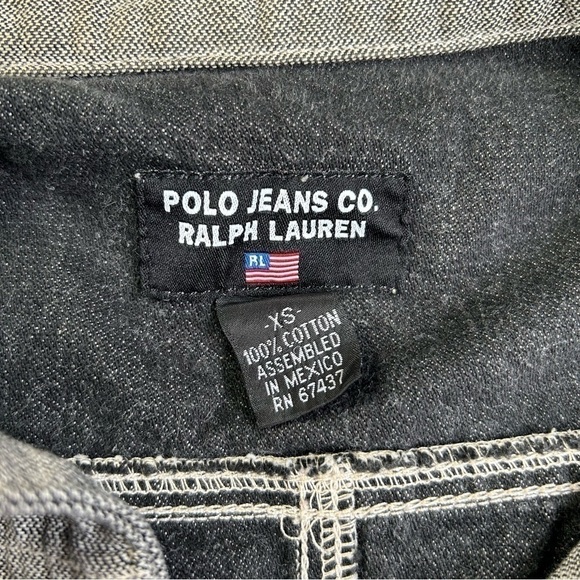 POLO JEANS CO.
RALPH LAUREN
RL
-XS-
100% COTTON
ASSEMBLED
IN MEXICO
RN 67437